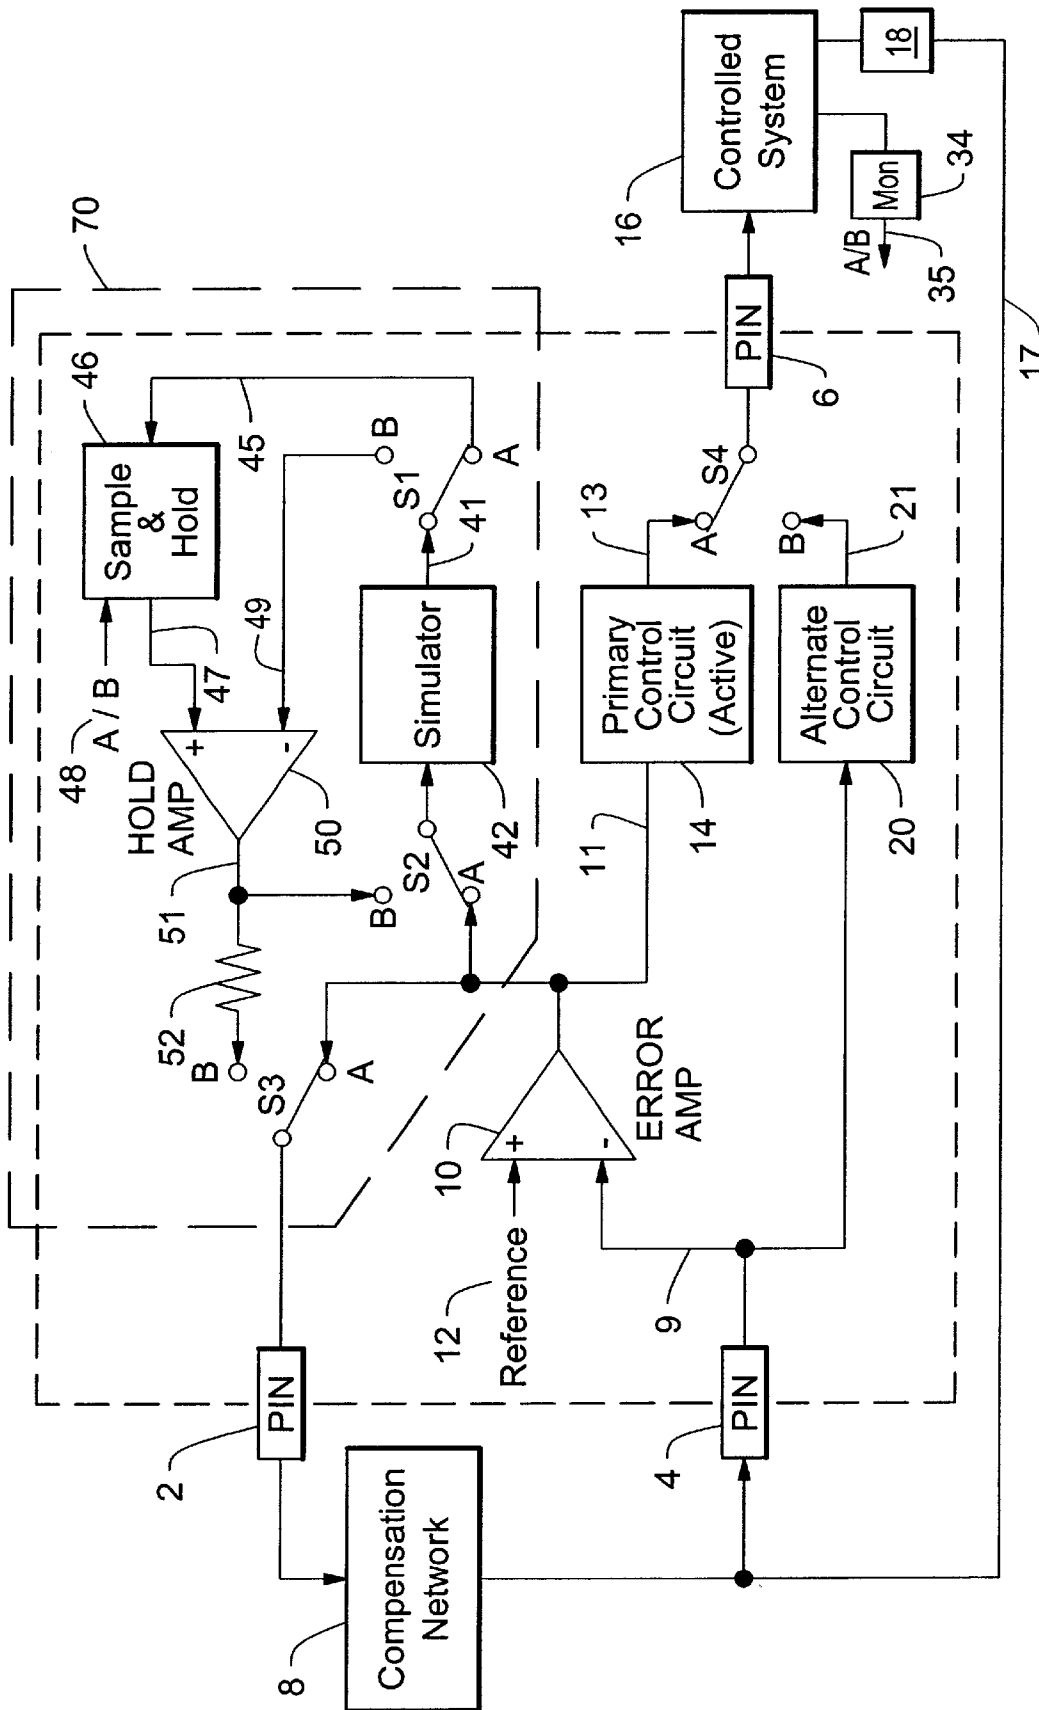 70
48
A / B
Sample
&
Hold
46
47
45
HOLD
AMP
+
-
50
49
51
52
B
S3
A
B
S2
A
Simulator
42
41
S1
B
A
2
PIN
8
Compensation
Network
10
+
-
ERROR
AMP
12
Reference
9
4
PIN
11
Primary
Control
Circuit
(Active)
14
13
Alternate
Control
Circuit
20
21
A
B
S4
PIN
6
16
Controlled
System
18
Mon
34
A/B
35
17